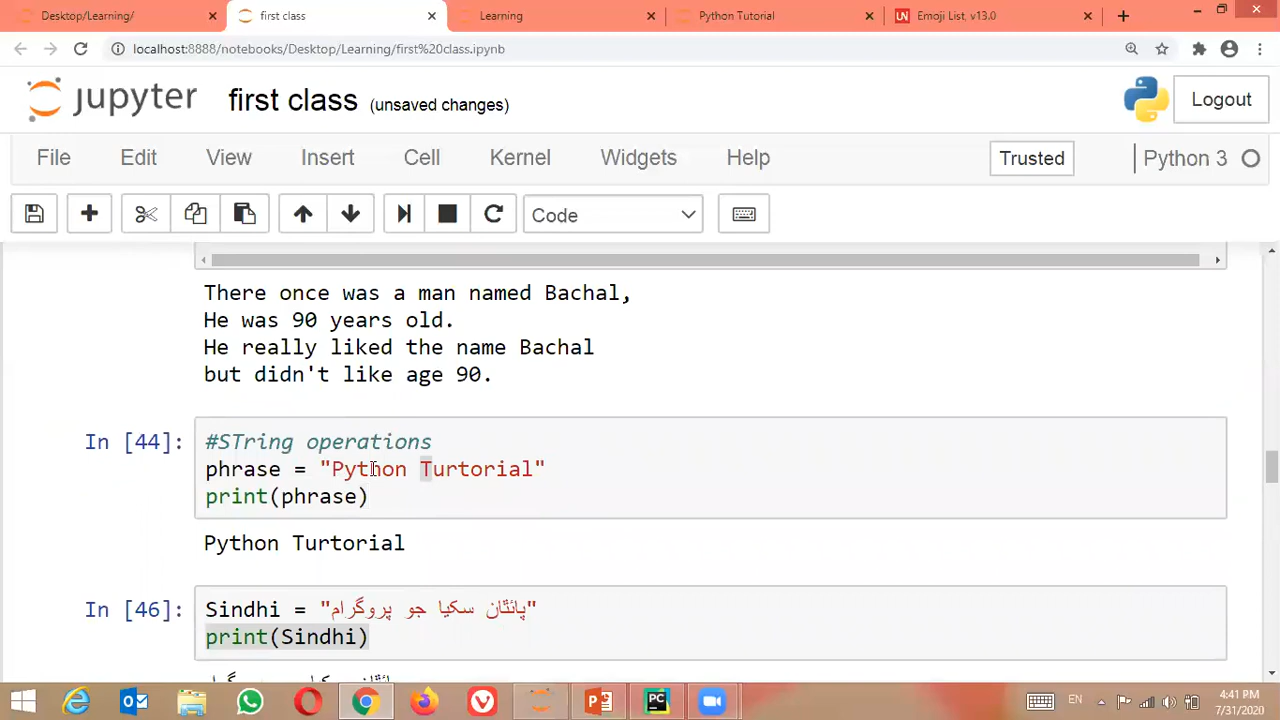 Desktop/Learning/
first class
Learning
Python Tutorial
UN
Emoji List, v13.0
localhost:8888/notebooks/Desktop/Learning/first%20class.ipynb
jupyter first class (unsaved changes)
Logout
File Edit View Insert Cell Kernel Widgets Help
Trusted
Python 3
Code
There once was a man named Bachal,
He was 90 years old.
He really liked the name Bachal
but didn't like age 90.
In [44]: #STring operations
phrase = "Python Turtorial"
print(phrase)
Python Turtorial
In [46]: Sindhi = "پائٿان سکيا جو پروگرام"
print(Sindhi)
EN
4:41 PM
7/31/2020